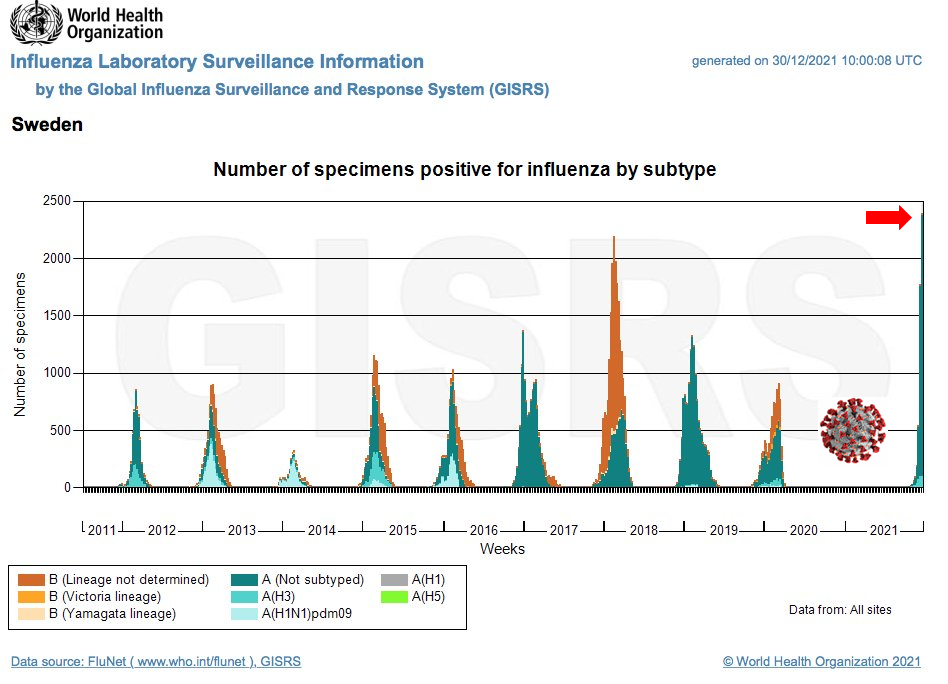 World Health
Organization
Influenza Laboratory Surveillance Information
generated on 30/12/2021 10:00:08 UTC
by the Global Influenza Surveillance and Response System (GISRS)
Sweden
Number of specimens positive for influenza by subtype
GISRS
Number of specimens
2500
2000
1500
1000
500
0
2011 2012 2013 2014 2015 2016 2017 2018 2019 2020 2021
Weeks
B (Lineage not determined) A (Not subtyped) A(H1)
B (Victoria lineage) A(H3) A(H5)
B (Yamagata lineage) A(H1N1)pdm09
Data from: All sites
Data source: FluNet ( www.who.int/flunet ), GISRS
© World Health Organization 2021